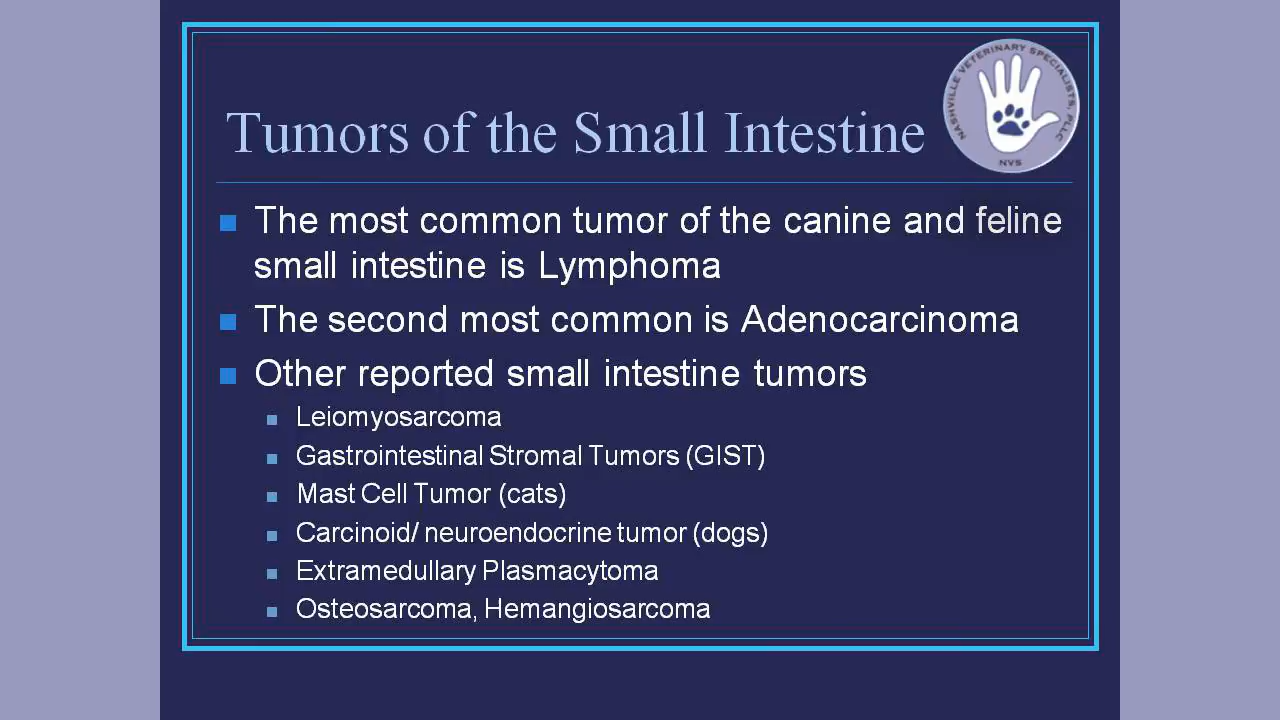 NASHVILLE VETERINARY SPECIALISTS, PLLC
NVS
Tumors of the Small Intestine
The most common tumor of the canine and feline
small intestine is Lymphoma
The second most common is Adenocarcinoma
Other reported small intestine tumors
Leiomyosarcoma
Gastrointestinal Stromal Tumors (GIST)
Mast Cell Tumor (cats)
Carcinoid/ neuroendocrine tumor (dogs)
Extramedullary Plasmacytoma
Osteosarcoma, Hemangiosarcoma